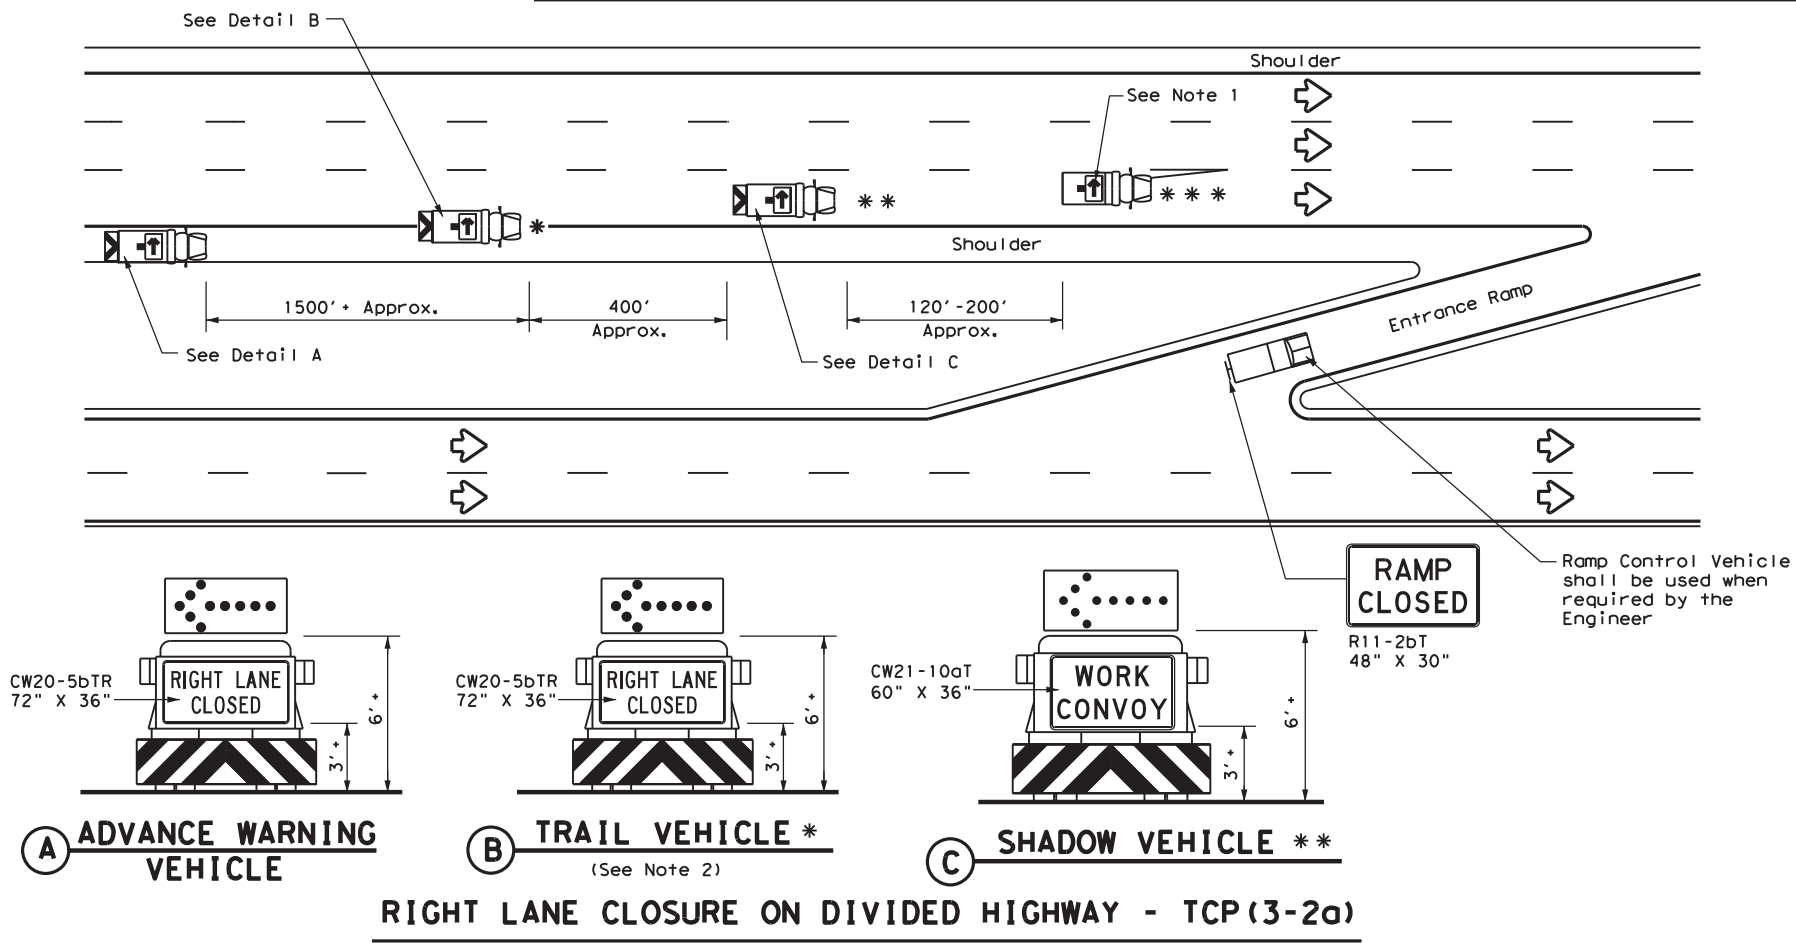 See Detail B
Shoulder
See Note 1
*
* *
* * *
Shoulder
1500'+ Approx.
400'
Approx.
120'-200'
Approx.
Entrance Ramp
See Detail A
See Detail C
RAMP
CLOSED
R11-2bT
48" X 30"
Ramp Control Vehicle
shall be used when
required by the
Engineer
CW20-5bTR
72" X 36"
RIGHT LANE
CLOSED
6'+
3'+
CW20-5bTR
72" X 36"
RIGHT LANE
CLOSED
6'+
3'+
CW21-10aT
60" X 36"
WORK
CONVOY
6'+
3'+
A ADVANCE WARNING
VEHICLE
B TRAIL VEHICLE *
(See Note 2)
C SHADOW VEHICLE * *
RIGHT LANE CLOSURE ON DIVIDED HIGHWAY - TCP(3-2a)